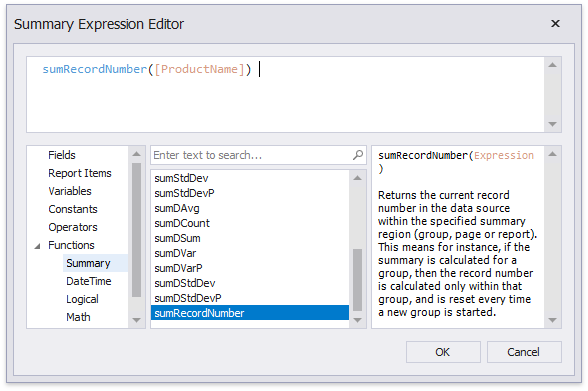 Summary Expression Editor
sumRecordNumber([ProductName])
Fields
Report Items
Variables
Constants
Operators
Functions
Summary
DateTime
Logical
Math
Enter text to search...
sumStdDev
sumStdDevP
sumDAvg
sumDCount
sumDSum
sumDVar
sumDVarP
sumDStdDev
sumDStdDevP
sumRecordNumber
sumRecordNumber(Expression
)
Returns the current record
number in the data source
within the specified summary
region (group, page or report).
This means for instance, if the
summary is calculated for a
group, then the record number
is calculated only within that
group, and is reset every time
a new group is started.
OK
Cancel